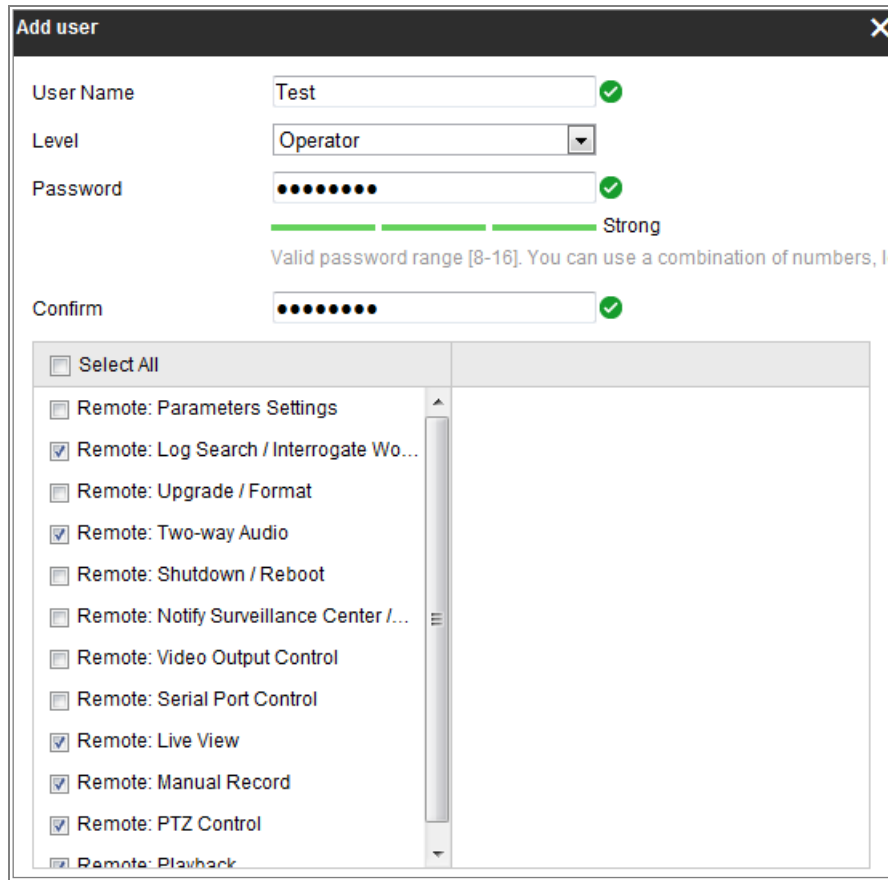 Add user
User Name Test
Level Operator
Password ••••••••
Strong
Valid password range [8-16]. You can use a combination of numbers,
Confirm ••••••••
Select All
Remote: Parameters Settings
Remote: Log Search / Interrogate Wo...
Remote: Upgrade / Format
Remote: Two-way Audio
Remote: Shutdown / Reboot
Remote: Notify Surveillance Center /...
Remote: Video Output Control
Remote: Serial Port Control
Remote: Live View
Remote: Manual Record
Remote: PTZ Control
Remote: Playback